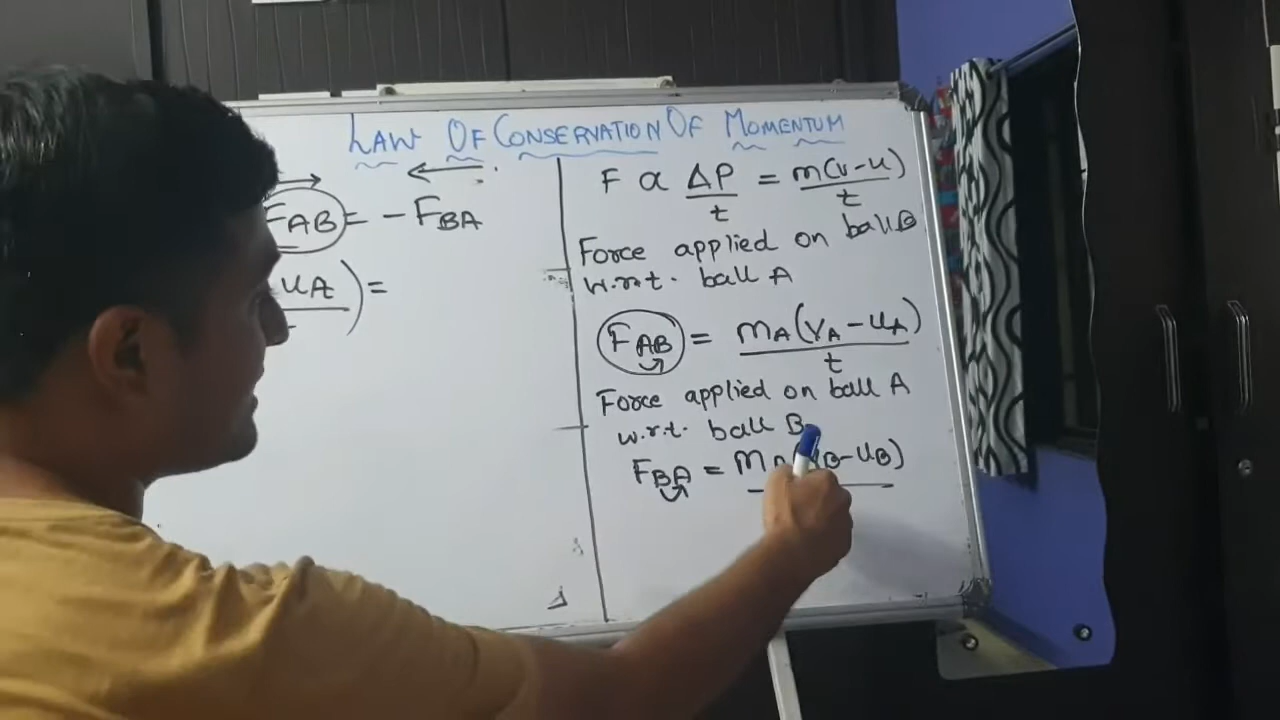 LAW OF CONSERVATION OF MOMENTUM
FAB = - FBA
uA) =
F ∝ ΔP/t = m(v-u)/t
Force applied on ball B
w.r.t. ball A
FAB = mA(vA-uA)/t
Force applied on ball A
w.r.t. ball B
FBA = m B-uB)